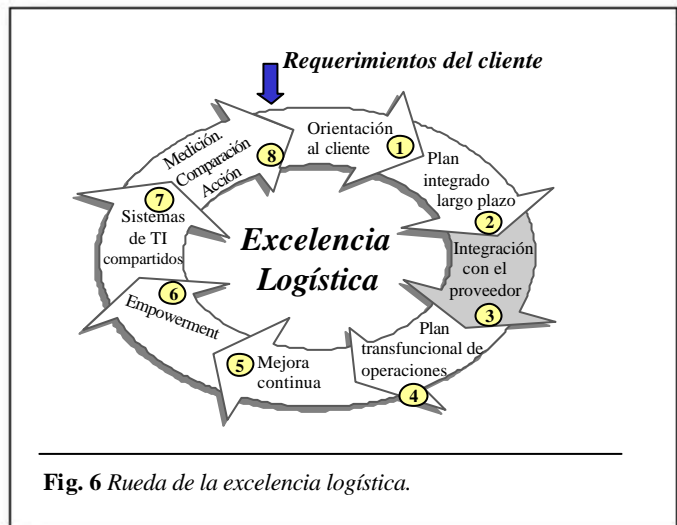 Requerimientos del cliente
Orientación
al cliente
1
Plan
integrado
largo plazo
2
Integración
con el
proveedor
3
Plan
transfuncional de
operaciones
4
Mejora
continua
5
Empowerment
6
Sistemas
de TI
compartidos
7
Medición.
Comparación
Acción
8
Excelencia
Logística
Fig. 6 Rueda de la excelencia logística.